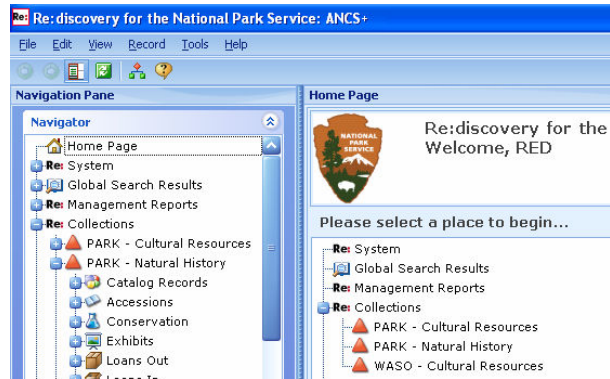 Re: Re:discovery for the National Park Service: ANCS+
File Edit View Record Tools Help
Navigation Pane
Navigator
Home Page
Re: System
Global Search Results
Re: Management Reports
Re: Collections
PARK - Cultural Resources
PARK - Natural History
Catalog Records
Accessions
Conservation
Exhibits
Loans Out
Loans In
Home Page
NATIONAL
PARK
SERVICE
Re:discovery for the
Welcome, RED
Please select a place to begin...
Re: System
Global Search Results
Re: Management Reports
Re: Collections
PARK - Cultural Resources
PARK - Natural History
WASO - Cultural Resources